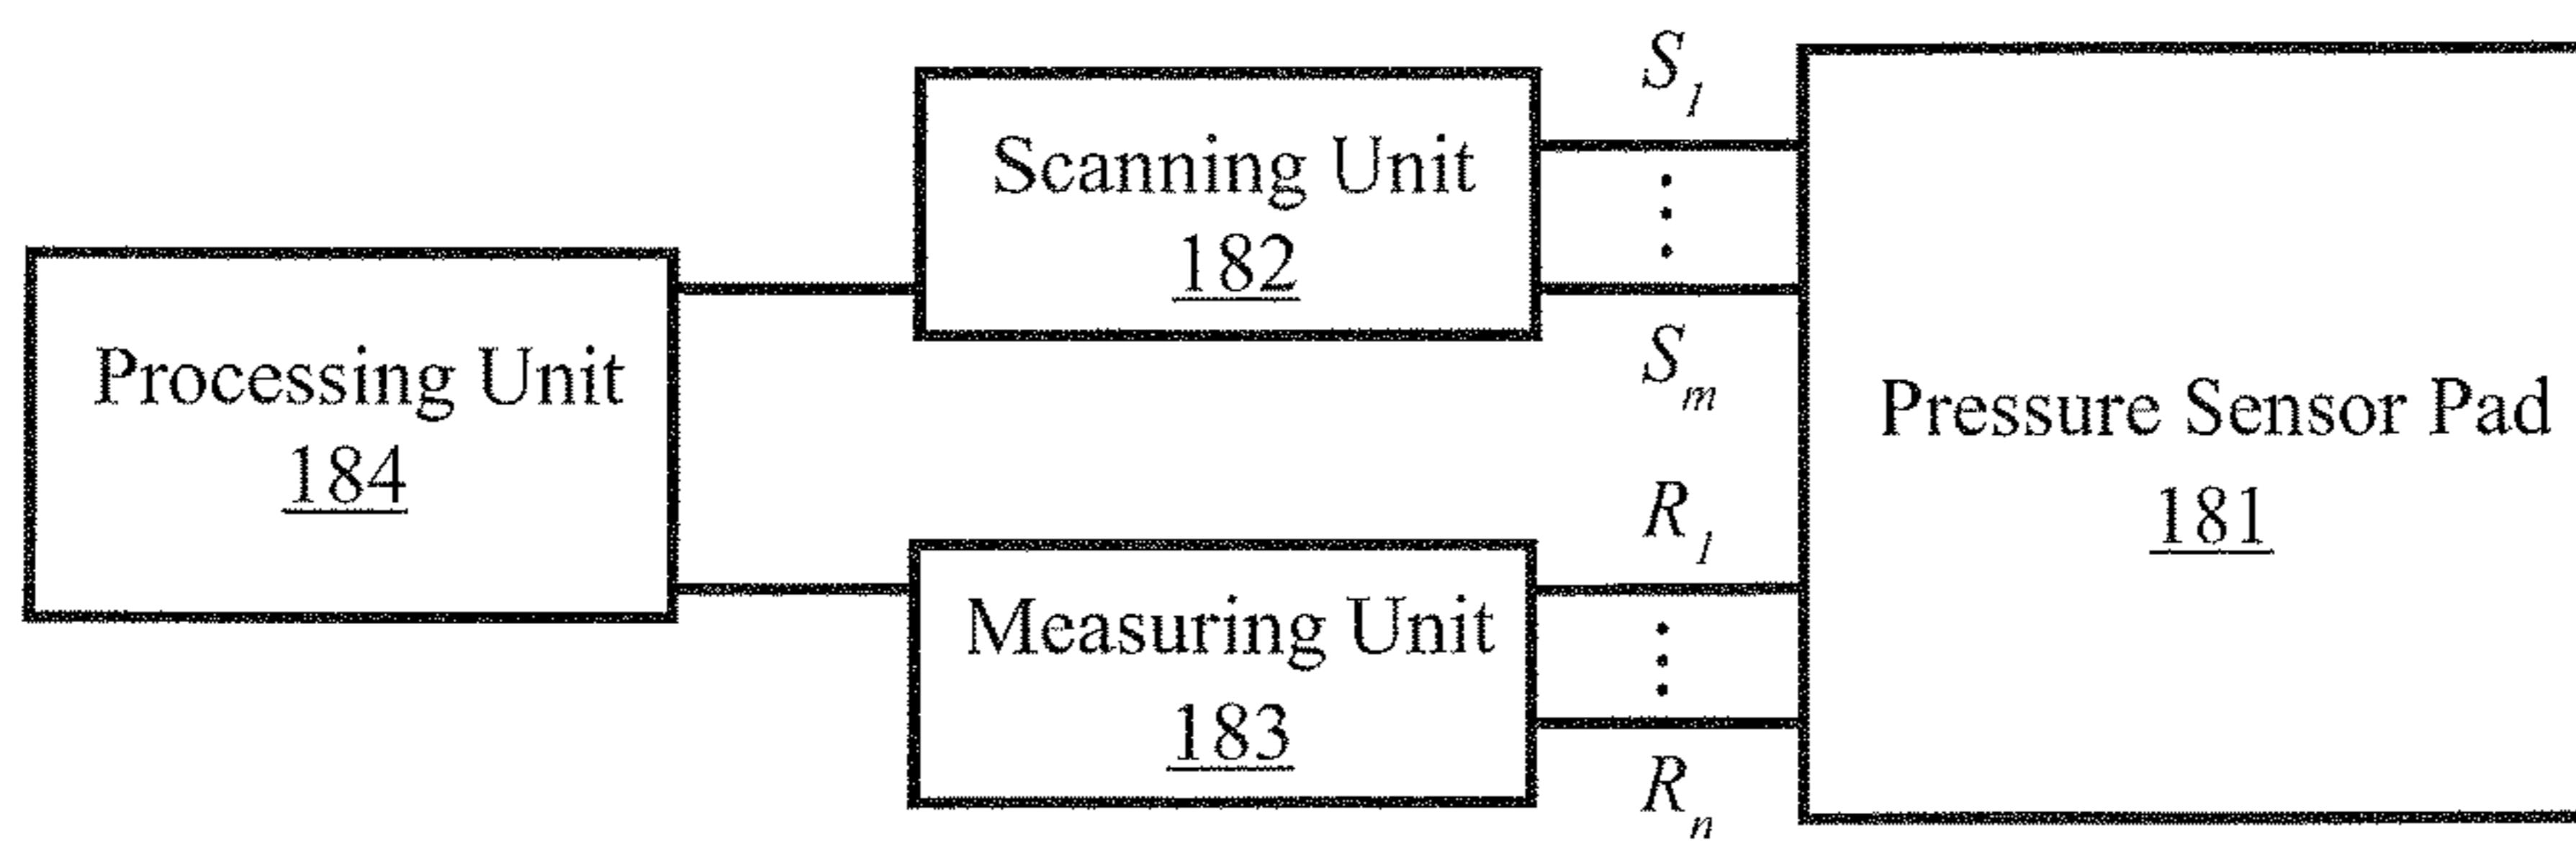 S1
Scanning Unit
182
Sm
Processing Unit
184
Pressure Sensor Pad
181
R1
Measuring Unit
183
Rn